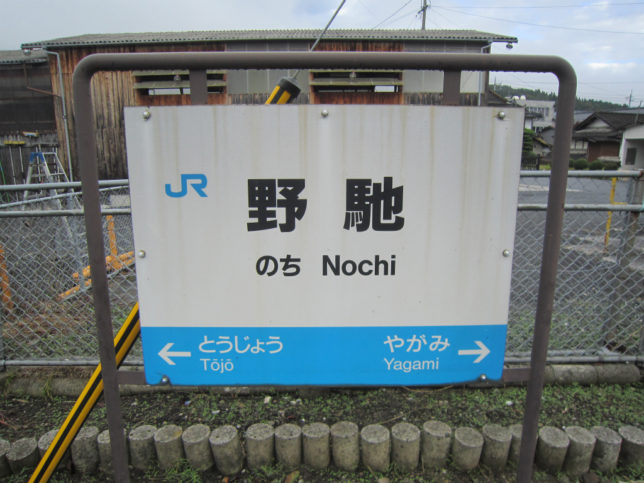 JR
野馳
のち Nochi
← とうじょう やがみ →
Tōjō Yagami